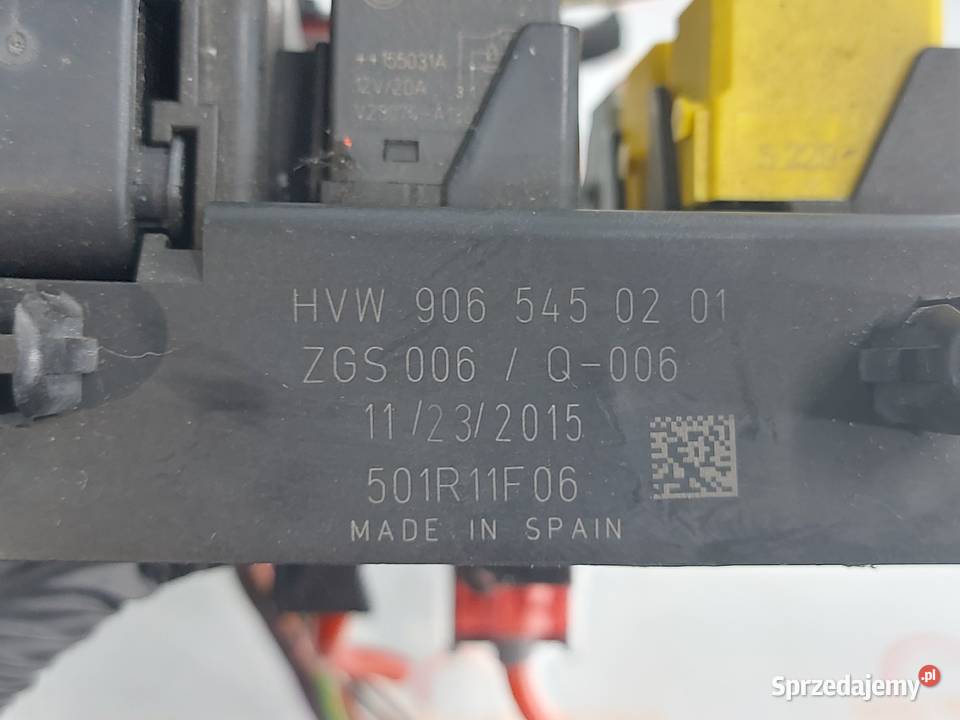 ++155031A
12V/20A
HVW 906 545 02 01
ZGS 006 / Q-006
11/23/2015
501R11F06
MADE IN SPAIN
Sprzedajemy.pl